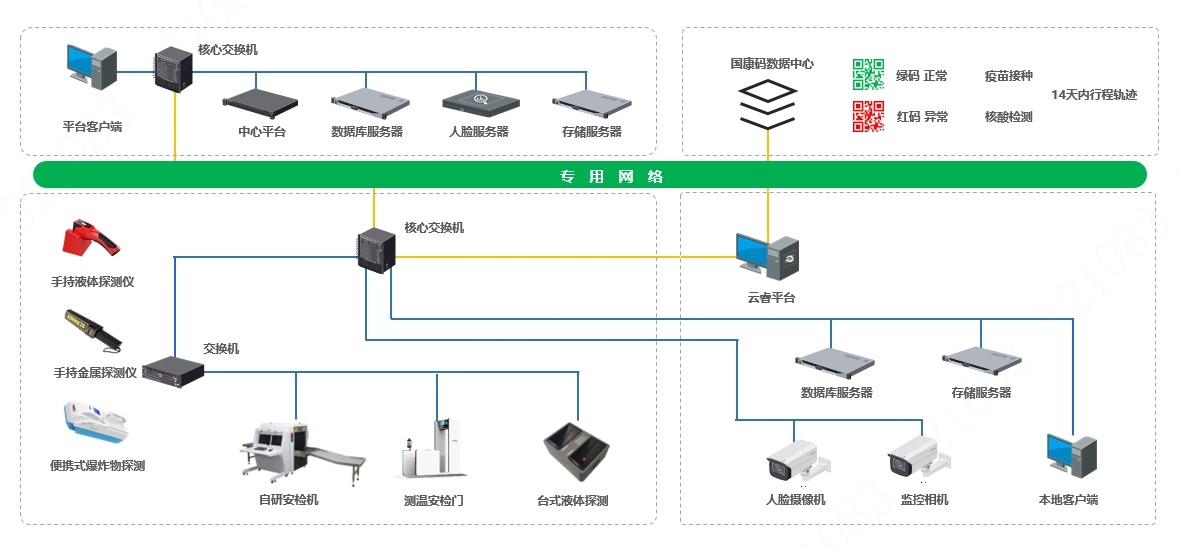 核心交换机
平台客户端
中心平台
数据库服务器
人脸服务器
存储服务器
国康码数据中心
绿码 正常
疫苗接种
红码 异常
核酸检测
14天内行程轨迹
专 用 网 络
手持液体探测仪
手持金属探测仪
便携式爆炸物探测
核心交换机
交换机
自研安检机
测温安检门
台式液体探测
云睿平台
数据库服务器
存储服务器
人脸摄像机
监控相机
本地客户端